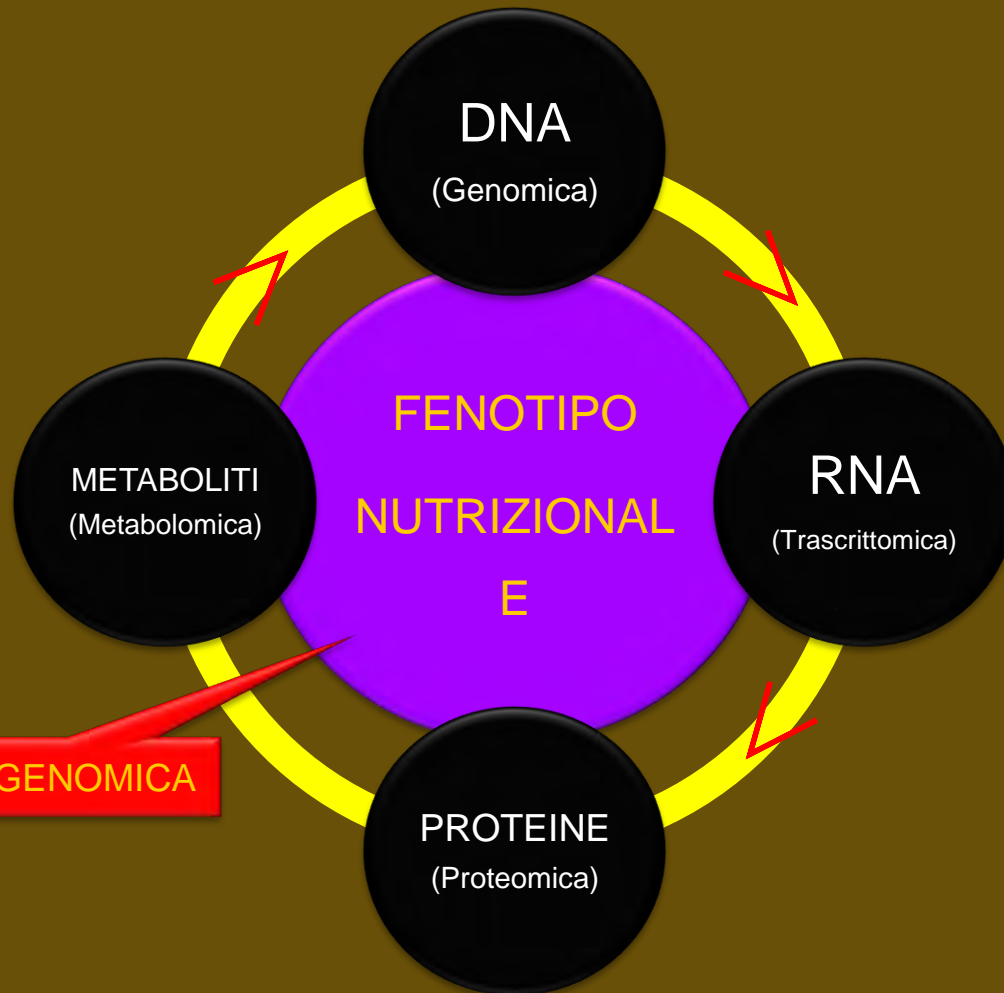 DNA
(Genomica)
FENOTIPO
NUTRIZIONAL
E
METABOLITI
(Metabolomica)
RNA
(Trascrittomica)
GENOMICA
PROTEINE
(Proteomica)